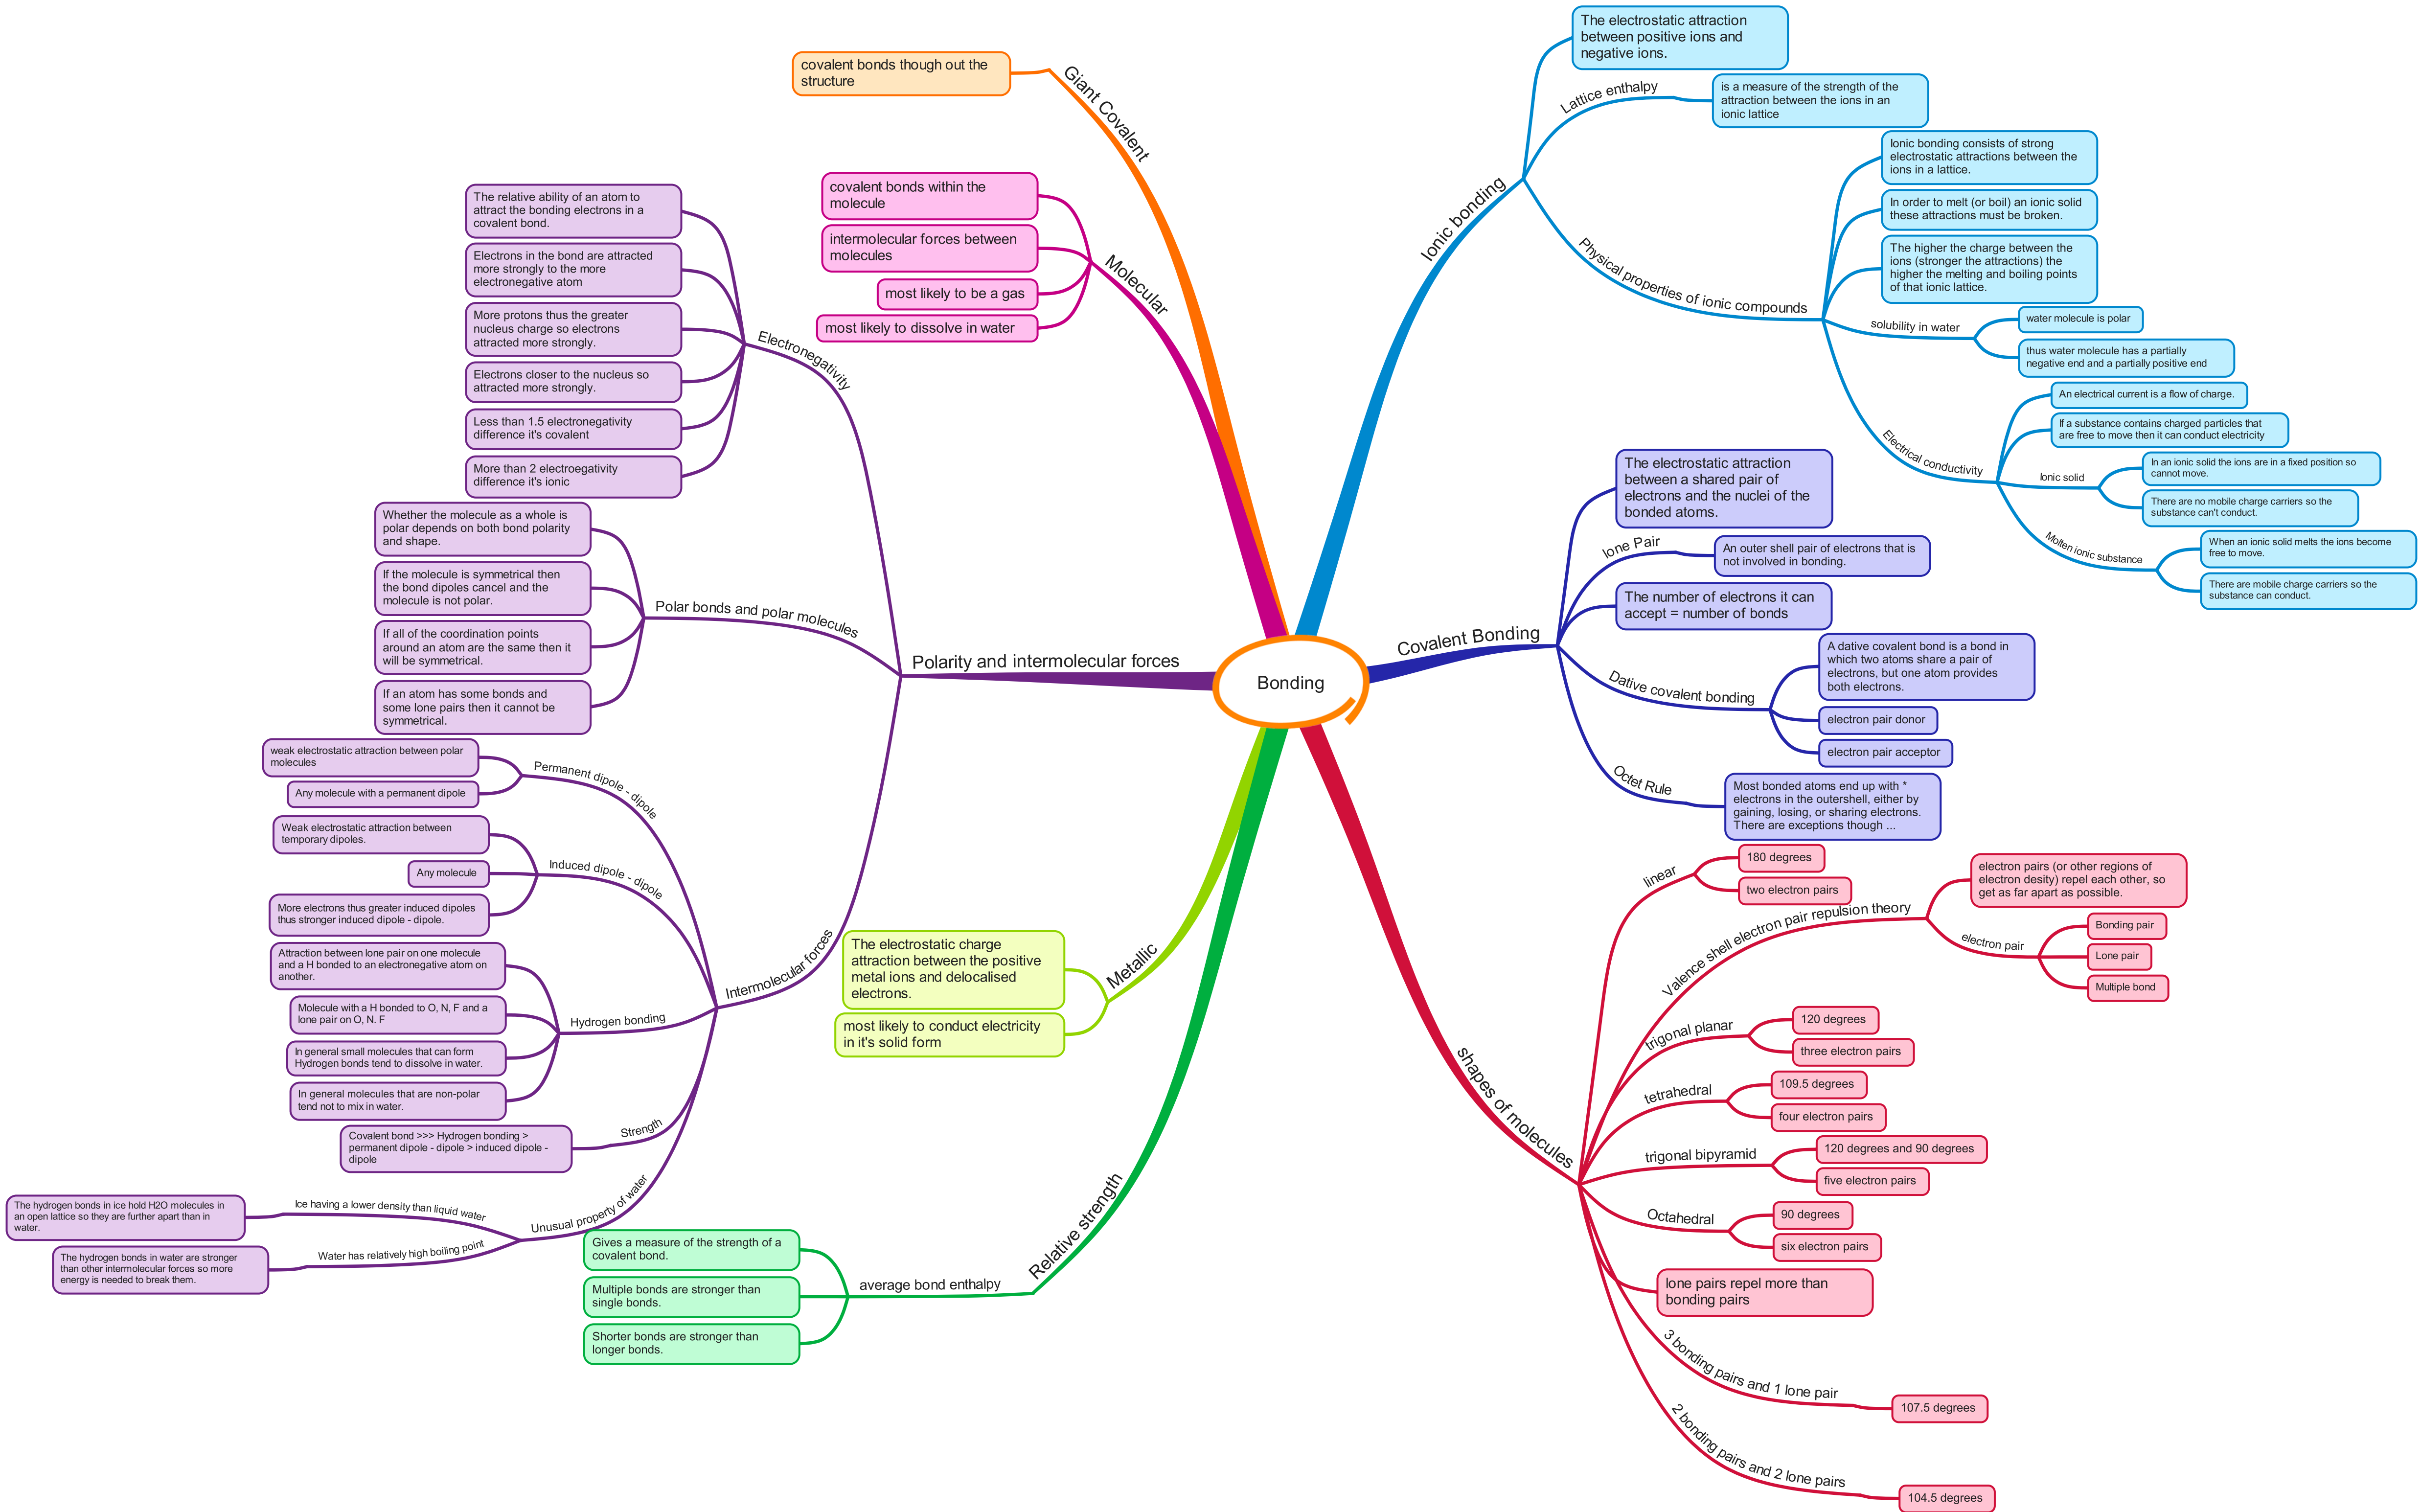 Bonding
Ionic bonding
The electrostatic attraction
between positive ions and
negative ions.
Lattice enthalpy
is a measure of the strength of the
attraction between the ions in an
ionic lattice
Physical properties of ionic compounds
Ionic bonding consists of strong
electrostatic attractions between the
ions in a lattice.
In order to melt (or boil) an ionic solid
these attractions must be broken.
The higher the charge between the
ions (stronger the attractions) the
higher the melting and boiling points
of that ionic lattice.
solubility in water
water molecule is polar
thus water molecule has a partially
negative end and a partially positive end
Electrical conductivity
An electrical current is a flow of charge.
If a substance contains charged particles that
are free to move then it can conduct electricity
Ionic solid
In an ionic solid the ions are in a fixed position so
cannot move.
There are no mobile charge carriers so the
substance can't conduct.
Molten ionic substance
When an ionic solid melts the ions become
free to move.
There are mobile charge carriers so the
substance can conduct.
Covalent Bonding
The electrostatic attraction
between a shared pair of
electrons and the nuclei of the
bonded atoms.
lone Pair
An outer shell pair of electrons that is
not involved in bonding.
The number of electrons it can
accept = number of bonds
Dative covalent bonding
A dative covalent bond is a bond in
which two atoms share a pair of
electrons, but one atom provides
both electrons.
electron pair donor
electron pair acceptor
Octet Rule
Most bonded atoms end up with *
electrons in the outershell, either by
gaining, losing, or sharing electrons.
There are exceptions though ...
shapes of molecules
linear
180 degrees
two electron pairs
Valence shell electron pair repulsion theory
electron pairs (or other regions of
electron desity) repel each other, so
get as far apart as possible.
electron pair
Bonding pair
Lone pair
Multiple bond
trigonal planar
120 degrees
three electron pairs
tetrahedral
109.5 degrees
four electron pairs
trigonal bipyramid
120 degrees and 90 degrees
five electron pairs
Octahedral
90 degrees
six electron pairs
lone pairs repel more than
bonding pairs
3 bonding pairs and 1 lone pair
107.5 degrees
2 bonding pairs and 2 lone pairs
104.5 degrees
Giant Covalent
covalent bonds though out the
structure
Molecular
covalent bonds within the
molecule
intermolecular forces between
molecules
most likely to be a gas
most likely to dissolve in water
Polarity and intermolecular forces
Electronegativity
The relative ability of an atom to
attract the bonding electrons in a
covalent bond.
Electrons in the bond are attracted
more strongly to the more
electronegative atom
More protons thus the greater
nucleus charge so electrons
attracted more strongly.
Electrons closer to the nucleus so
attracted more strongly.
Less than 1.5 electronegativity
difference it's covalent
More than 2 electroegativity
difference it's ionic
Polar bonds and polar molecules
Whether the molecule as a whole is
polar depends on both bond polarity
and shape.
If the molecule is symmetrical then
the bond dipoles cancel and the
molecule is not polar.
If all of the coordination points
around an atom are the same then it
will be symmetrical.
If an atom has some bonds and
some lone pairs then it cannot be
symmetrical.
Intermolecular forces
Permanent dipole - dipole
weak electrostatic attraction between polar
molecules
Any molecule with a permanent dipole
Induced dipole - dipole
Weak electrostatic attraction between
temporary dipoles.
Any molecule
More electrons thus greater induced dipoles
thus stronger induced dipole - dipole.
Hydrogen bonding
Attraction between lone pair on one molecule
and a H bonded to an electronegative atom on
another.
Molecule with a H bonded to O, N, F and a
lone pair on O, N. F
In general small molecules that can form
Hydrogen bonds tend to dissolve in water.
In general molecules that are non-polar
tend not to mix in water.
Strength
Covalent bond >>> Hydrogen bonding >
permanent dipole - dipole > induced dipole -
dipole
Unusual property of water
Ice having a lower density than liquid water
The hydrogen bonds in ice hold H2O molecules in
an open lattice so they are further apart than in
water.
Water has relatively high boiling point
The hydrogen bonds in water are stronger
than other intermolecular forces so more
energy is needed to break them.
Metallic
The electrostatic charge
attraction between the positive
metal ions and delocalised
electrons.
most likely to conduct electricity
in it's solid form
Relative strength
average bond enthalpy
Gives a measure of the strength of a
covalent bond.
Multiple bonds are stronger than
single bonds.
Shorter bonds are stronger than
longer bonds.